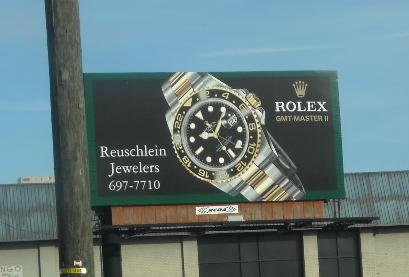 ROLEX
GMT-MASTER II
Reuschlein
Jewelers
697-7710